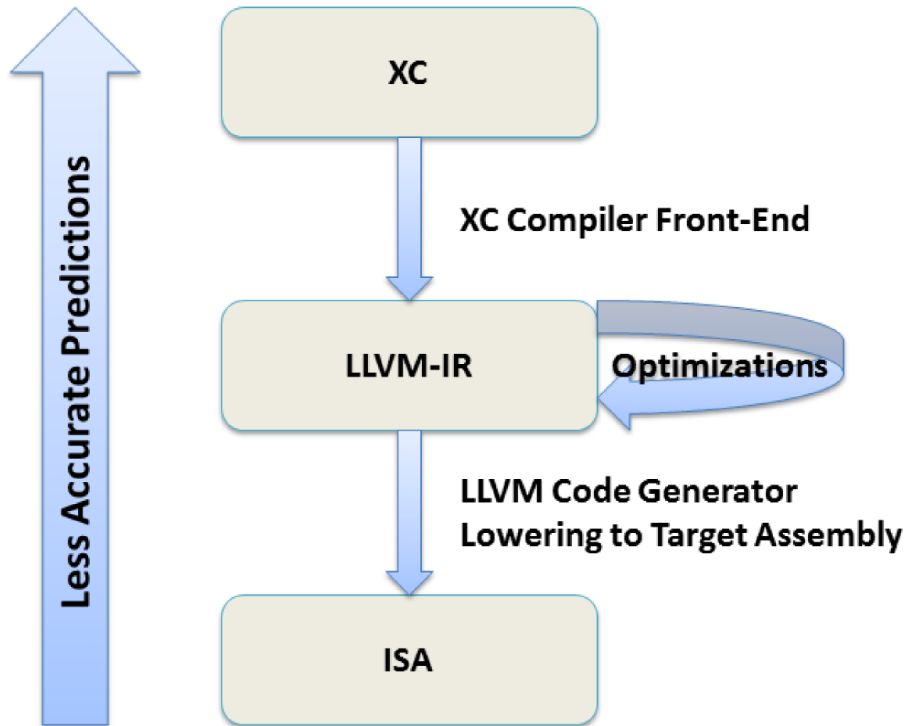 XC
Less Accurate Predictions
XC Compiler Front-End
LLVM-IR
Optimizations
LLVM Code Generator
Lowering to Target Assembly
ISA